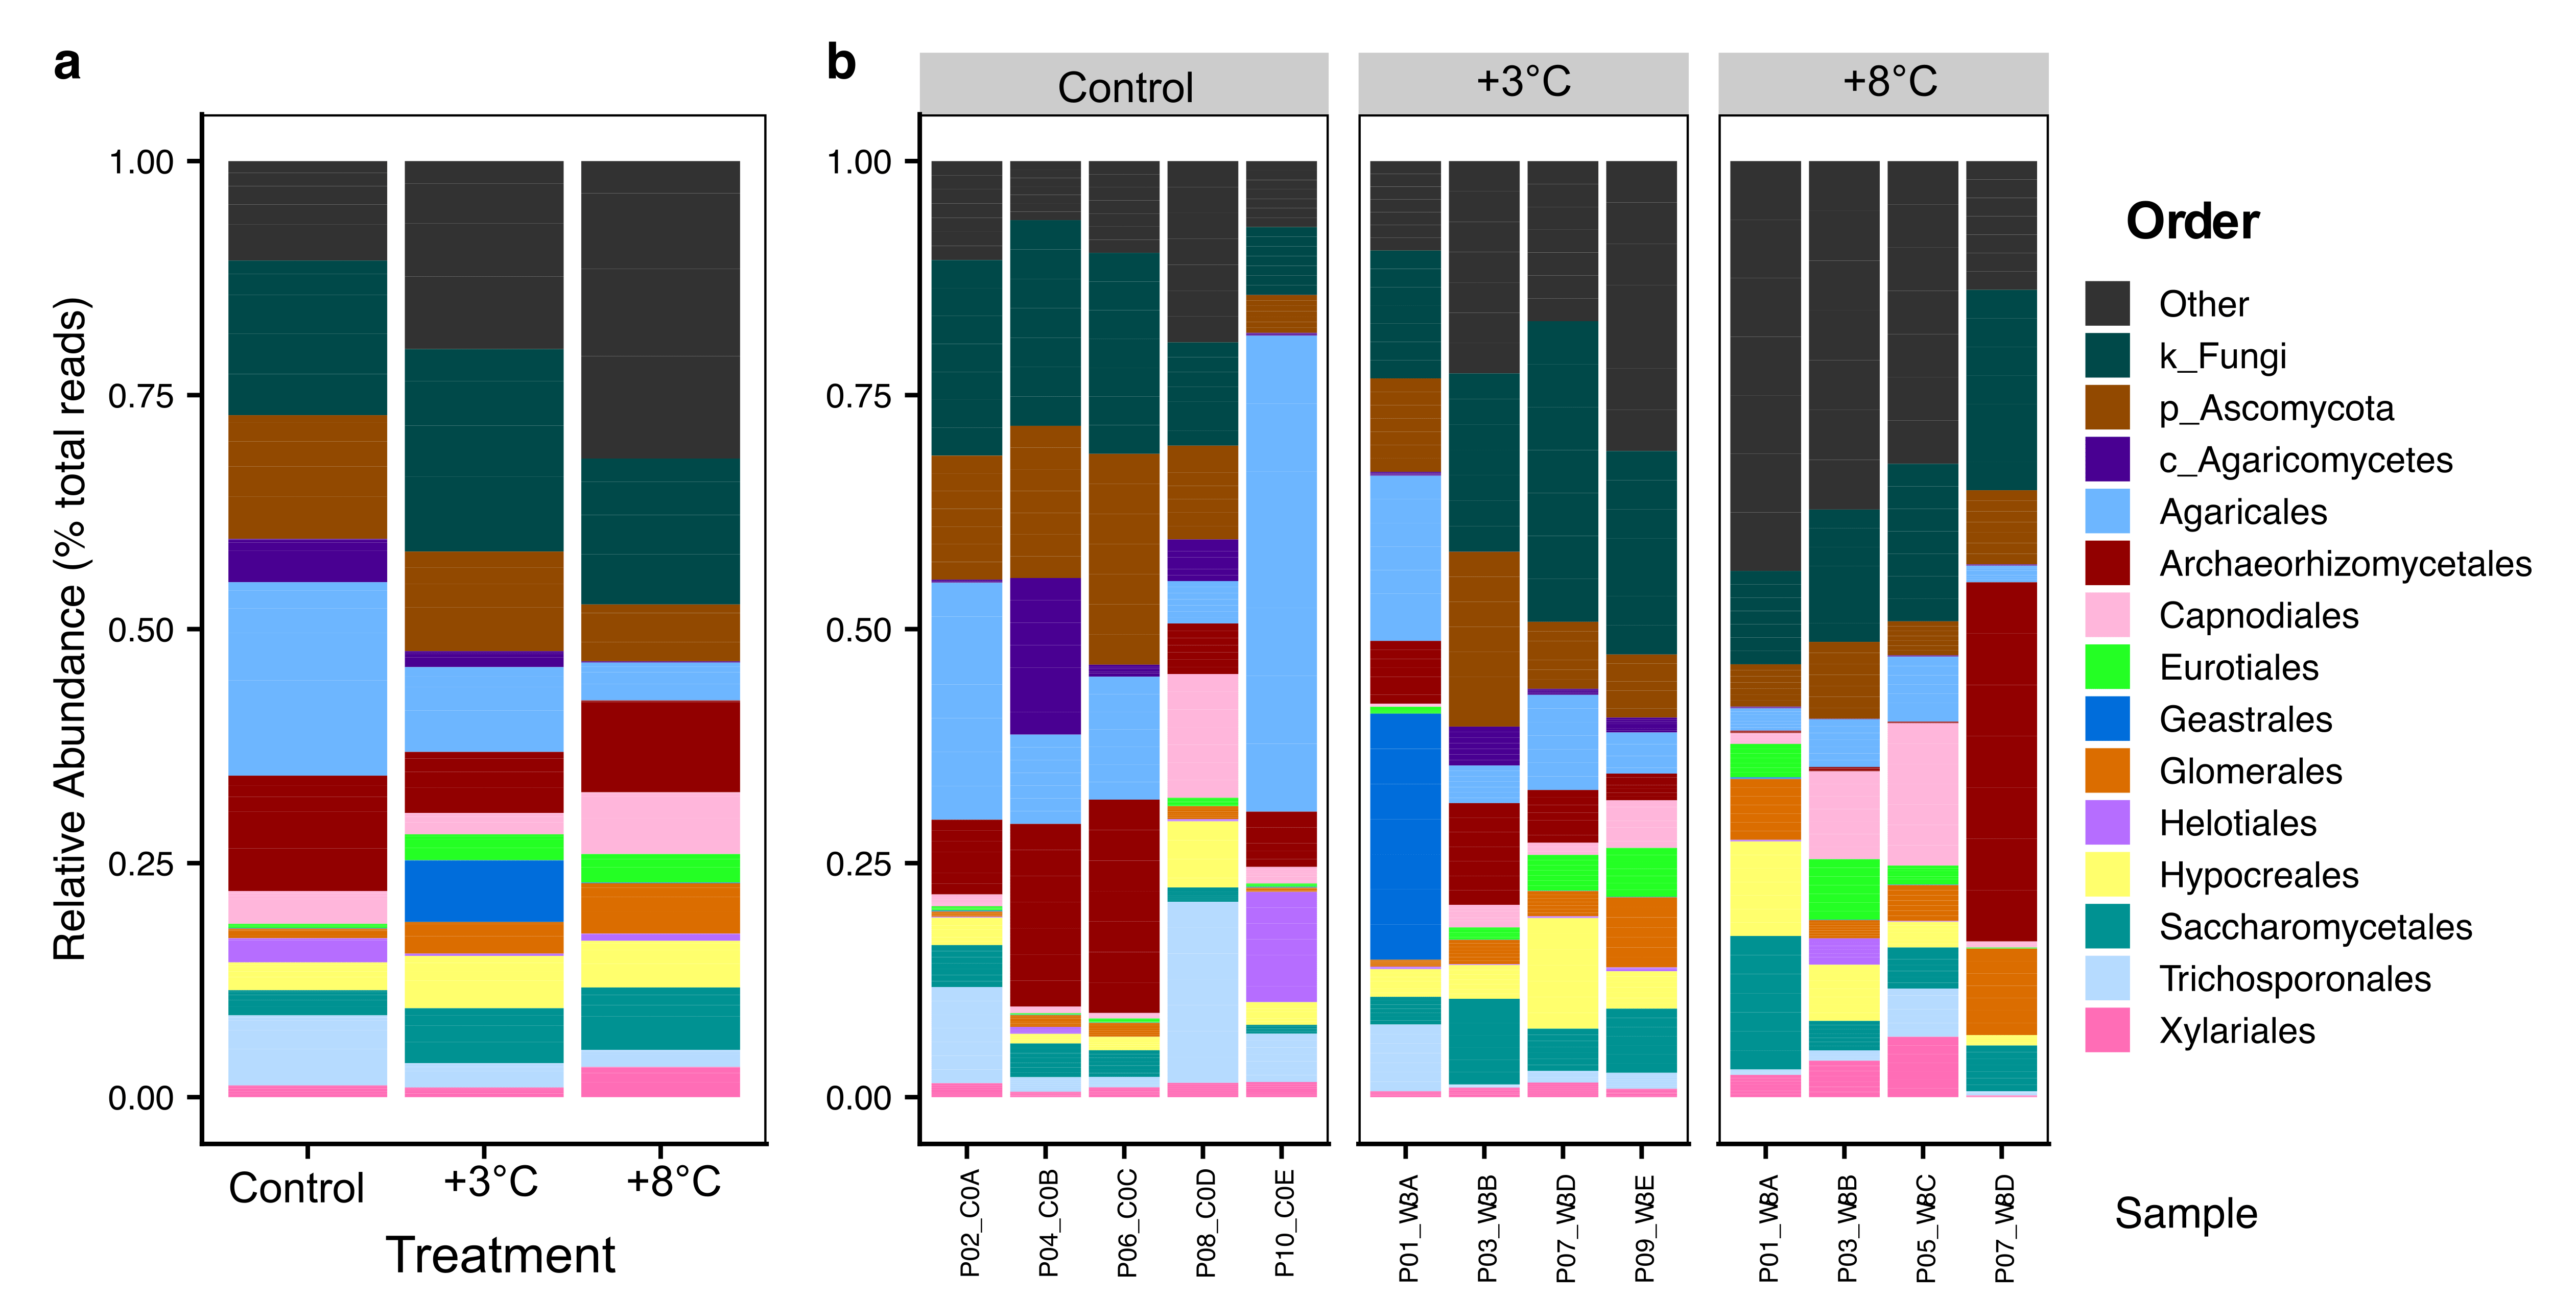 a
Relative Abundance (% total reads)
1.00
0.75
0.50
0.25
0.00
Control
+3°C
+8°C
Treatment
b
Control
+3°C
+8°C
1.00
0.75
0.50
0.25
0.00
P02_C0A
P04_C0B
P06_C0C
P08_C0D
P10_C0E
P01_W3A
P03_W3B
P07_W3D
P09_W3E
P01_W8A
P03_W8B
P05_W8C
P07_W8D
Sample
Order
Other
k_Fungi
p_Ascomycota
c_Agaricomycetes
Agaricales
Archaeorhizomycetales
Capnodiales
Eurotiales
Geastrales
Glomerales
Helotiales
Hypocreales
Saccharomycetales
Trichosporonales
Xylariales